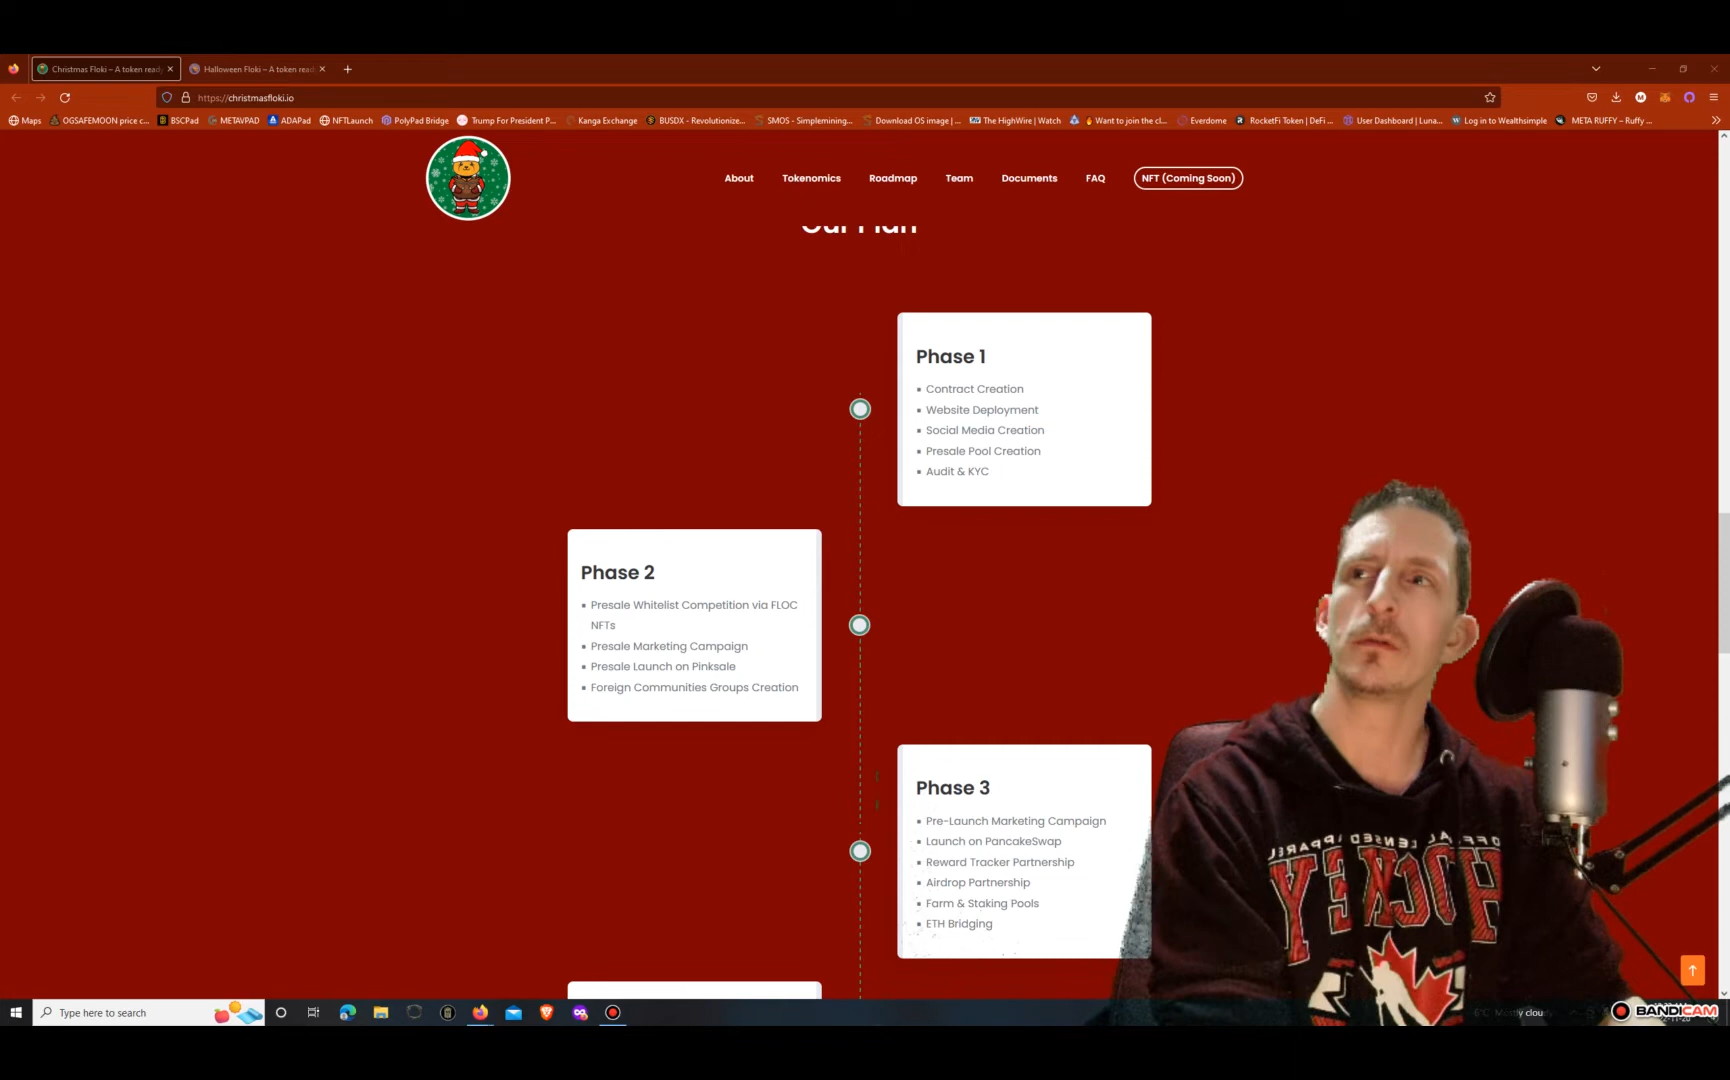 Christmas Floki – A token ready
Halloween Floki – A token read
https://christmasfloki.io
Maps
OGSAFEMOON price c...
BSCPad
METAVPAD
ADAPad
NFTLaunch
PolyPad Bridge
Trump For President P...
Kanga Exchange
BUSDX - Revolutionize...
SMOS - Simplemining...
Download OS image | ...
The HighWire | Watch
Want to join the cl...
Everdome
RocketFi Token | DeFi ...
User Dashboard | Luna...
Log in to Wealthsimple
META RUFFY – Ruffy ...
About
Tokenomics
Roadmap
Team
Documents
FAQ
NFT (Coming Soon)
Our Plan
Phase 1
Contract Creation
Website Deployment
Social Media Creation
Presale Pool Creation
Audit & KYC
Phase 2
Presale Whitelist Competition via FLOC
NFTs
Presale Marketing Campaign
Presale Launch on Pinksale
Foreign Communities Groups Creation
Phase 3
Pre-Launch Marketing Campaign
Launch on PancakeSwap
Reward Tracker Partnership
Airdrop Partnership
Farm & Staking Pools
ETH Bridging
HOCKEY
Type here to search
Mostly cloudy
BANDICAM